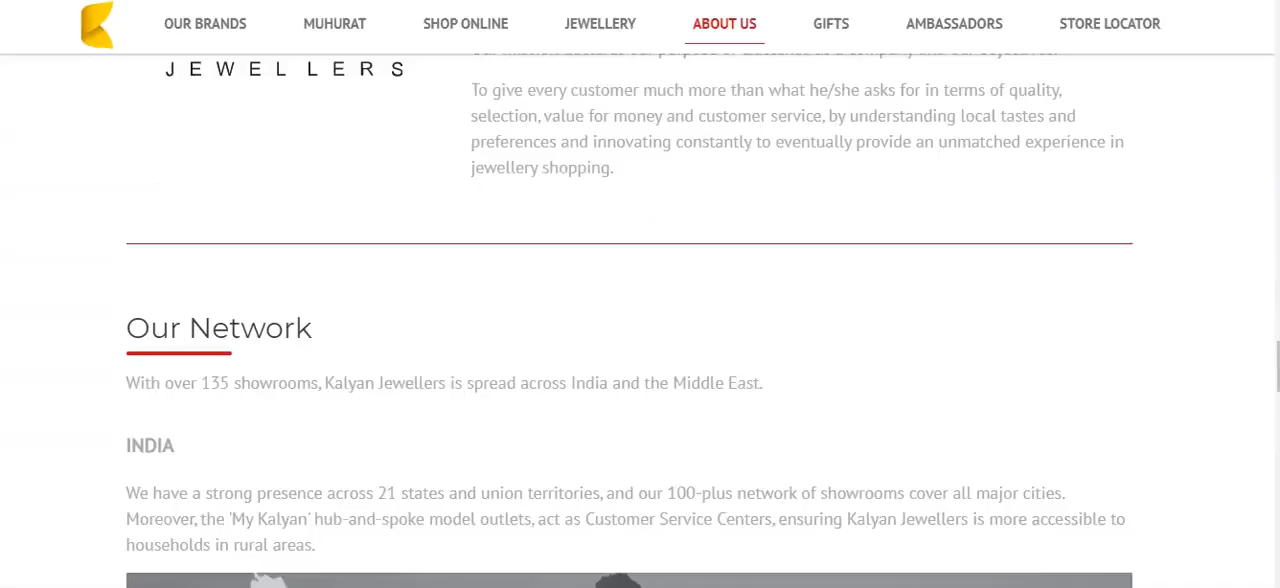 OUR BRANDS MUHURAT SHOP ONLINE JEWELLERY ABOUT US GIFTS AMBASSADORS STORE LOCATOR
JEWELLERS
To give every customer much more than what he/she asks for in terms of quality,
selection, value for money and customer service, by understanding local tastes and
preferences and innovating constantly to eventually provide an unmatched experience in
jewellery shopping.
Our Network
With over 135 showrooms, Kalyan Jewellers is spread across India and the Middle East.
INDIA
We have a strong presence across 21 states and union territories, and our 100-plus network of showrooms cover all major cities.
Moreover, the 'My Kalyan' hub-and-spoke model outlets, act as Customer Service Centers, ensuring Kalyan Jewellers is more accessible to
households in rural areas.